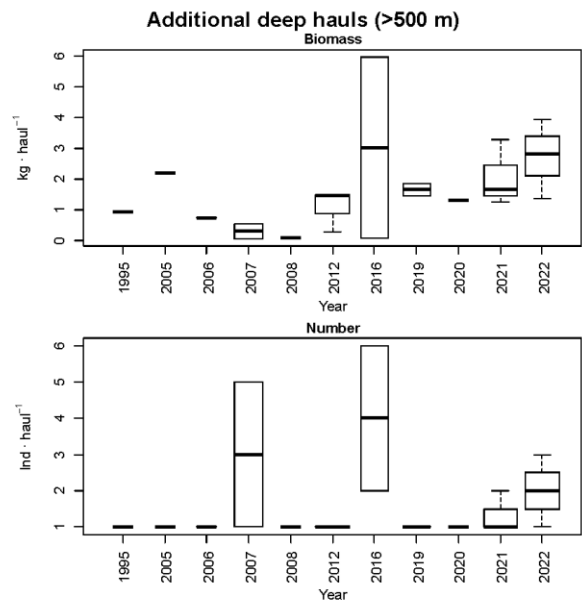 Additional deep hauls (>500 m)
Biomass
kg · haul⁻¹
6
5
4
3
2
1
0
1995 2005 2006 2007 2008 2012 2016 2019 2020 2021 2022
Year
Number
Ind · haul⁻¹
6
5
4
3
2
1
1995 2005 2006 2007 2008 2012 2016 2019 2020 2021 2022
Year